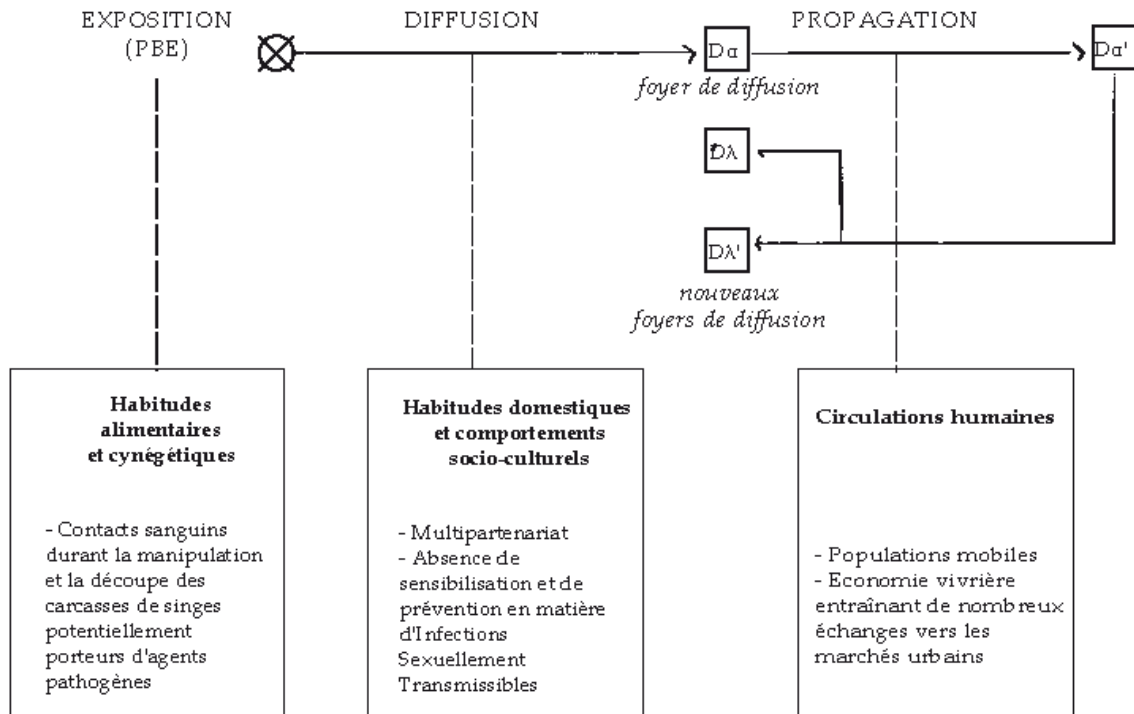 EXPOSITION
(PBE)
DIFFUSION
PROPAGATION
Dα
Dα'
foyer de diffusion
Dλ
Dλ'
nouveaux
foyers de diffusion
Habitudes
alimentaires
et cynégétiques
- Contacts sanguins
durant la manipulation
et la découpe des
carcasses de singes
potentiellement
porteurs d'agents
pathogènes
Habitudes domestiques
et comportements
socio-culturels
- Multipartenariat
- Absence de
sensibilisation et de
prévention en matière
d'Infections
Sexuellement
Transmissibles
Circulations humaines
- Populations mobiles
- Economie vivrière
entraînant de nombreux
échanges vers les
marchés urbains